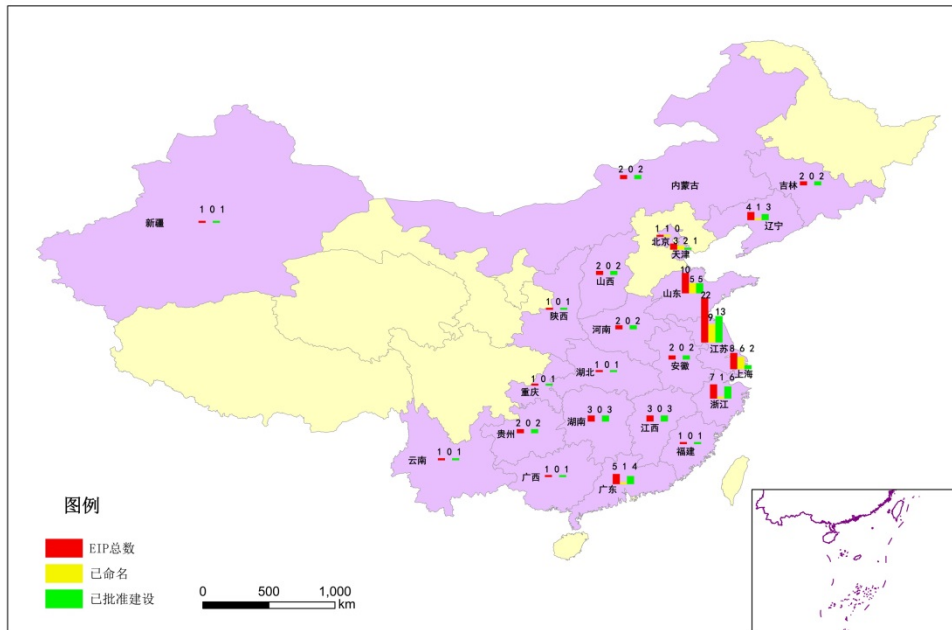 2 0 2
内蒙古
2 0 2
吉林
1 0 1
新疆
4 1 3
辽宁
1 1 0
北京
3 2 1
天津
2 0 2
山西
10
5 5
山东
22
9
13
江苏
1 0 1
陕西
2 0 2
河南
2 0 2
安徽
8 6 2
上海
1 0 1
湖北
1 0 1
重庆
7 1 6
浙江
2 0 2
贵州
3 0 3
湖南
3 0 3
江西
1 0 1
福建
1 0 1
云南
1 0 1
广西
5 1 4
广东
图例
EIP总数
已命名
已批准建设
0 500 1,000
km